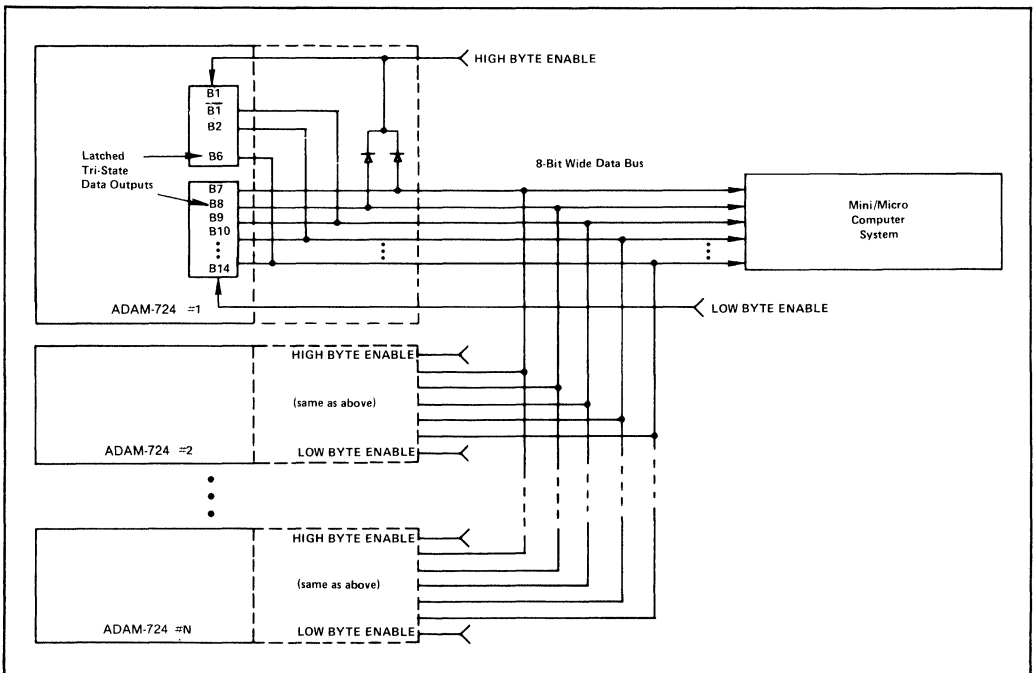 HIGH BYTE ENABLE
B1
B1̅
B2
B6
Latched
Tri-State
Data Outputs
8-Bit Wide Data Bus
B7
B8
B9
B10
B14
Mini/Micro
Computer
System
ADAM-724 #1
LOW BYTE ENABLE
HIGH BYTE ENABLE
(same as above)
ADAM-724 #2
LOW BYTE ENABLE
HIGH BYTE ENABLE
(same as above)
ADAM-724 #N
LOW BYTE ENABLE